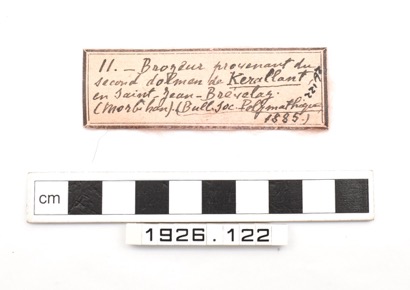 11. — Broyeur provenant du
second dolmen de Kerallant
en Saint Jean-Brévelay.
(Morbihan) (Bull. Soc. Polymathique
1885.)
cm
1926.122